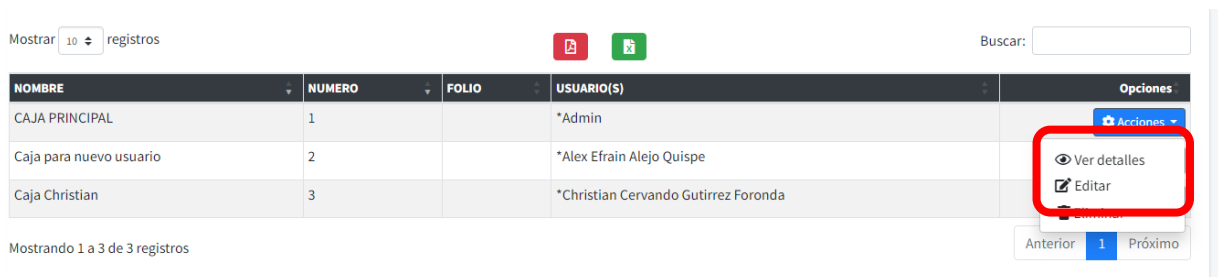 Mostrar 10 registros Buscar:
NOMBRE NUMERO FOLIO USUARIO(S) Opciones
CAJA PRINCIPAL 1 *Admin Acciones
Caja para nuevo usuario 2 *Alex Efrain Alejo Quispe
Ver detalles
Caja Christian 3 *Christian Cervando Gutirrez Foronda
Editar
Eliminar
Mostrando 1 a 3 de 3 registros Anterior 1 Próximo